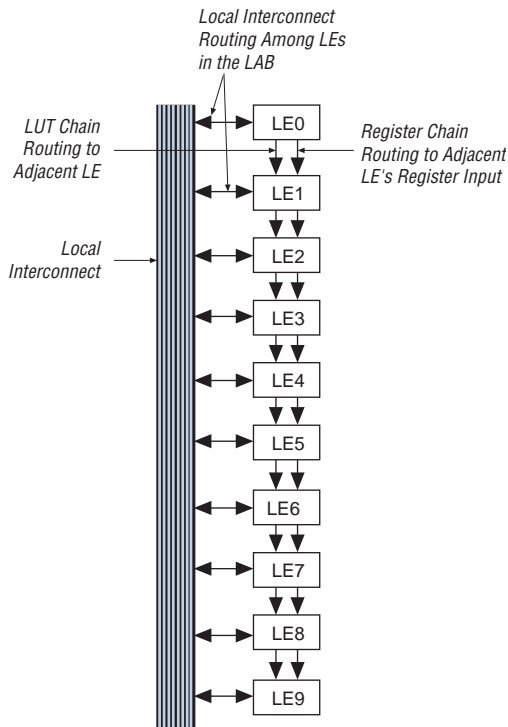 Local Interconnect
Routing Among LEs
in the LAB
LUT Chain
Routing to
Adjacent LE
Register Chain
Routing to Adjacent
LE's Register Input
Local
Interconnect
LE0
LE1
LE2
LE3
LE4
LE5
LE6
LE7
LE8
LE9